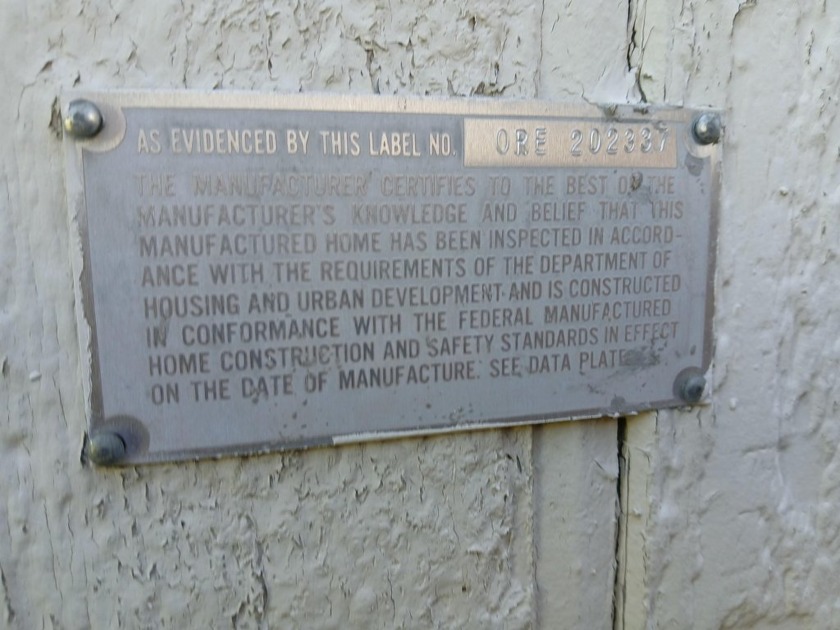 AS EVIDENCED BY THIS LABEL NO. ORE 202337
THE MANUFACTURER CERTIFIES TO THE BEST OF THE
MANUFACTURER'S KNOWLEDGE AND BELIEF THAT THIS
MANUFACTURED HOME HAS BEEN INSPECTED IN ACCORD-
ANCE WITH THE REQUIREMENTS OF THE DEPARTMENT OF
HOUSING AND URBAN DEVELOPMENT AND IS CONSTRUCTED
IN CONFORMANCE WITH THE FEDERAL MANUFACTURED
HOME CONSTRUCTION AND SAFETY STANDARDS IN EFFECT
ON THE DATE OF MANUFACTURE. SEE DATA PLATE